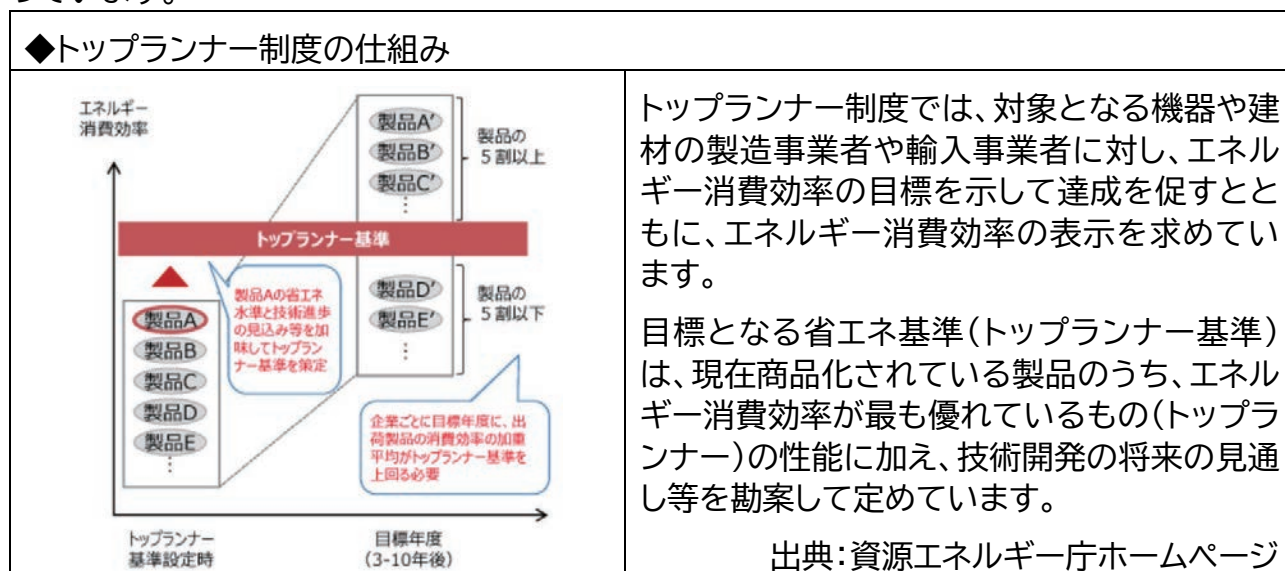 っています。
◆トップランナー制度の仕組み
エネルギー
消費効率
製品A’
製品B’
製品C’
⋮
製品の
5割以上
トップランナー基準
製品A
製品B
製品C
製品D
製品E
⋮
製品Aの省エネ
水準と技術進歩
の見込み等を加
味してトップラン
ナー基準を策定
製品D’
製品E’
⋮
製品の
5割以下
企業ごとに目標年度に、出
荷製品の消費効率の加重
平均がトップランナー基準を
上回る必要
トップランナー
基準設定時
目標年度
(3-10年後)
トップランナー制度では、対象となる機器や建
材の製造事業者や輸入事業者に対し、エネル
ギー消費効率の目標を示して達成を促すとと
もに、エネルギー消費効率の表示を求めてい
ます。
目標となる省エネ基準(トップランナー基準)
は、現在商品化されている製品のうち、エネル
ギー消費効率が最も優れているもの(トップラ
ンナー)の性能に加え、技術開発の将来の見通
し等を勘案して定めています。
出典:資源エネルギー庁ホームページ